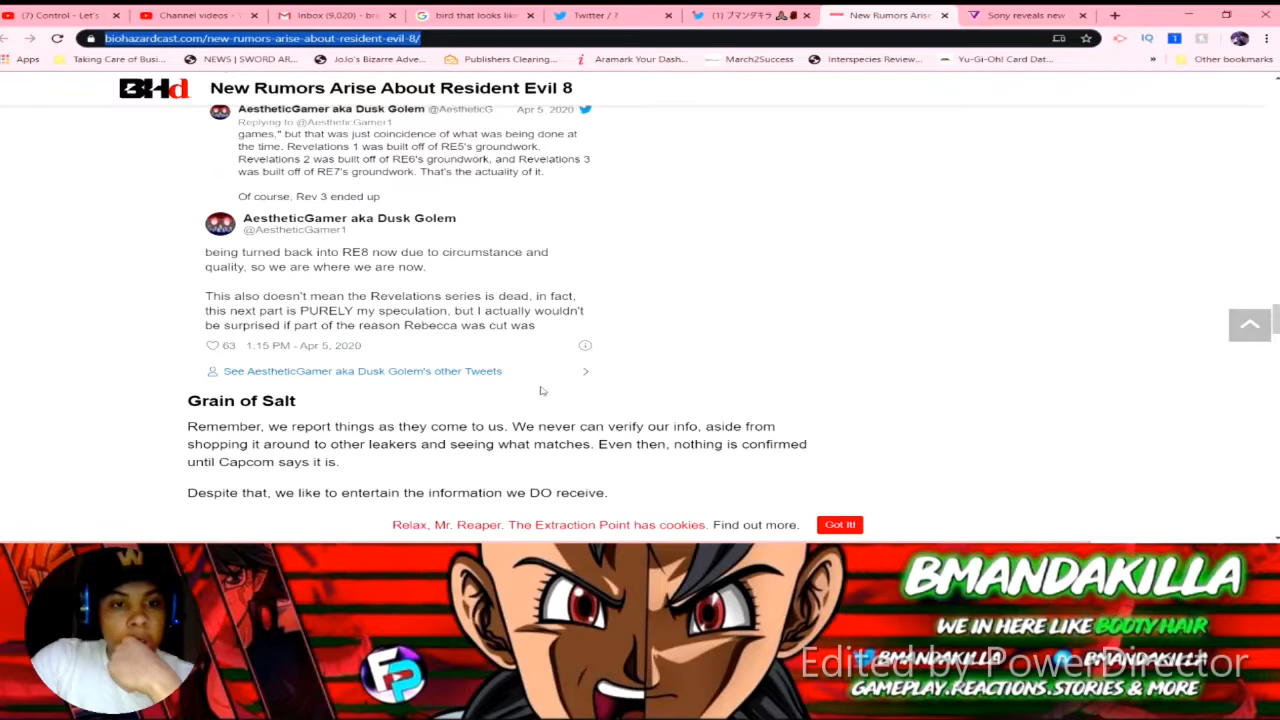 (7) Control - Let's
Channel videos - Y
Inbox (9,020) - bra
bird that looks like
Twitter / ?
(1) ブマンダキラ
New Rumors Arise
Sony reveals new
biohazardcast.com/new-rumors-arise-about-resident-evil-8/
Apps
Taking Care of Busi...
NEWS | SWORD AR...
JoJo's Bizarre Adve...
Publishers Clearing...
Aramark Your Dash...
March2Success
Interspecies Review...
Yu-Gi-Oh! Card Dat...
Other bookmarks
BHd
New Rumors Arise About Resident Evil 8
AestheticGamer aka Dusk Golem @AestheticG
Apr 5, 2020
Replying to @AestheticGamer1
games," but that was just coincidence of what was being done at
the time. Revelations 1 was built off of RE5's groundwork.
Revelations 2 was built off of RE6's groundwork, and Revelations 3
was built off of RE7's groundwork. That's the actuality of it.
Of course, Rev 3 ended up
AestheticGamer aka Dusk Golem
@AestheticGamer1
being turned back into RE8 now due to circumstance and
quality, so we are where we are now.
This also doesn't mean the Revelations series is dead, in fact,
this next part is PURELY my speculation, but I actually wouldn't
be surprised if part of the reason Rebecca was cut was
63 1:15 PM - Apr 5, 2020
See AestheticGamer aka Dusk Golem's other Tweets
Grain of Salt
Remember, we report things as they come to us. We never can verify our info, aside from
shopping it around to other leakers and seeing what matches. Even then, nothing is confirmed
until Capcom says it is.
Despite that, we like to entertain the information we DO receive.
Relax, Mr. Reaper. The Extraction Point has cookies. Find out more.
Got It!
BMANDAKILLA
WE IN HERE LIKE BOOTY HAIR
BMANDAKILLA
BMANDAKILLA
GAMEPLAY.REACTIONS.STORIES & MORE
FP
Edited by PowerDirector